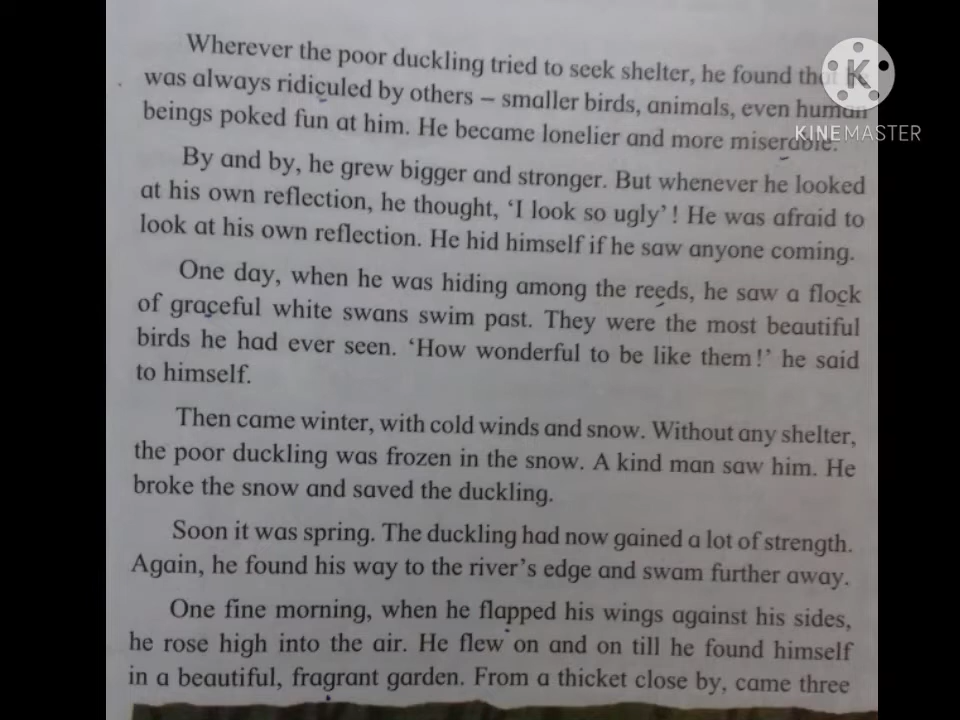 Wherever the poor duckling tried to seek shelter, he found that he
was always ridiculed by others – smaller birds, animals, even human
beings poked fun at him. He became lonelier and more miserable.
By and by, he grew bigger and stronger. But whenever he looked
at his own reflection, he thought, ‘I look so ugly’! He was afraid to
look at his own reflection. He hid himself if he saw anyone coming.
One day, when he was hiding among the reeds, he saw a flock
of graceful white swans swim past. They were the most beautiful
birds he had ever seen. ‘How wonderful to be like them!’ he said
to himself.
Then came winter, with cold winds and snow. Without any shelter,
the poor duckling was frozen in the snow. A kind man saw him. He
broke the snow and saved the duckling.
Soon it was spring. The duckling had now gained a lot of strength.
Again, he found his way to the river’s edge and swam further away.
One fine morning, when he flapped his wings against his sides,
he rose high into the air. He flew on and on till he found himself
in a beautiful, fragrant garden. From a thicket close by, came three
K
KINEMASTER